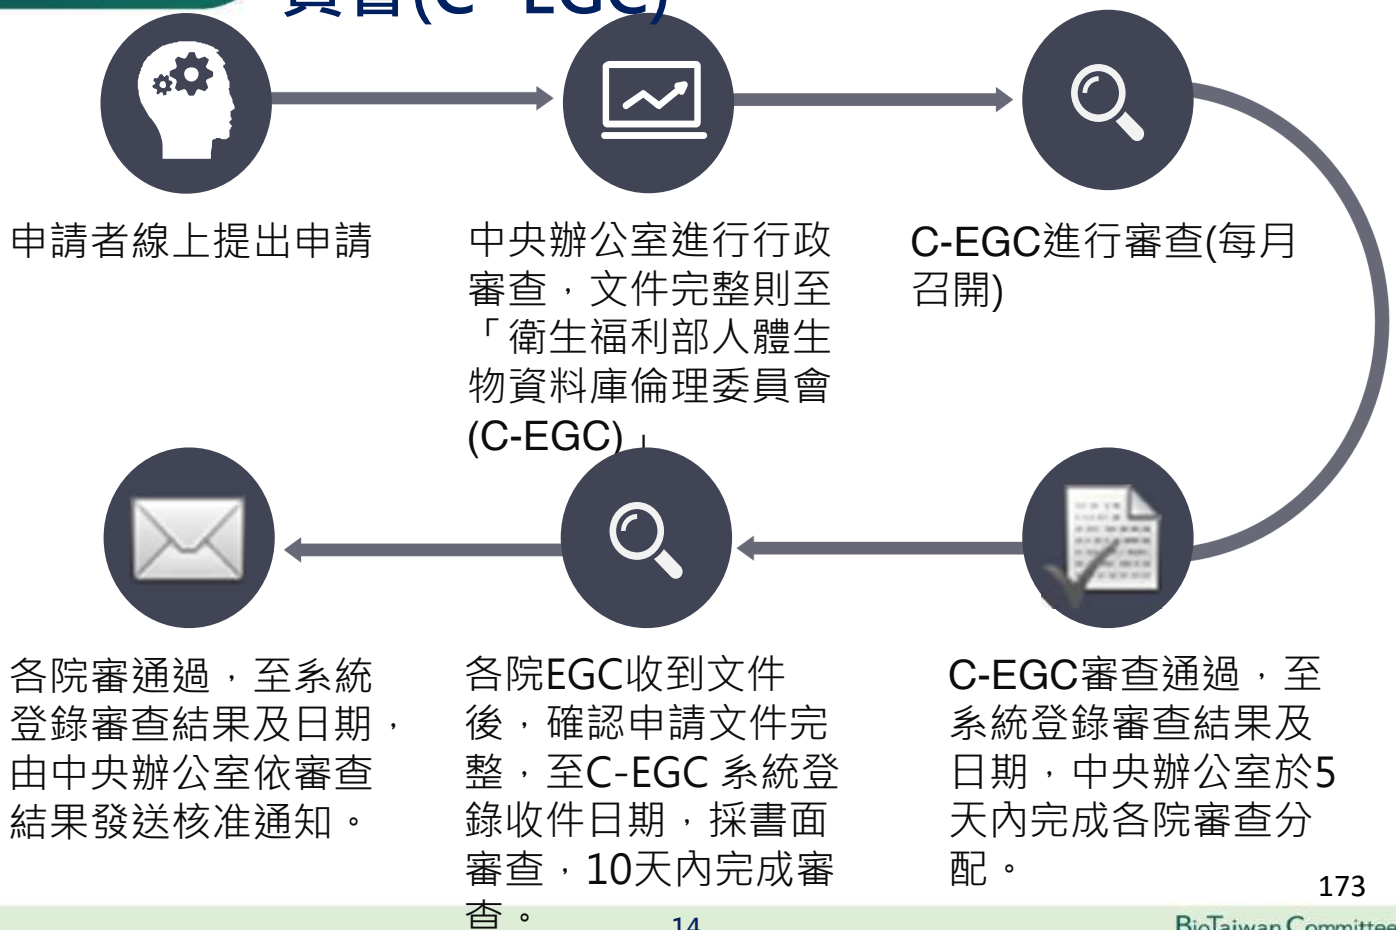 員會(C- EGC)
申請者線上提出申請
中央辦公室進行行政
審查，文件完整則至
「衛生福利部人體生
物資料庫倫理委員會
(C-EGC)」
C-EGC進行審查(每月
召開)
各院審通過，至系統
登錄審查結果及日期，
由中央辦公室依審查
結果發送核准通知。
各院EGC收到文件
後，確認申請文件完
整，至C-EGC 系統登
錄收件日期，採書面
審查，10天內完成審
查。
C-EGC審查通過，至
系統登錄審查結果及
日期，中央辦公室於5
天內完成各院審查分
配。
173
14
BioTaiwan Committee